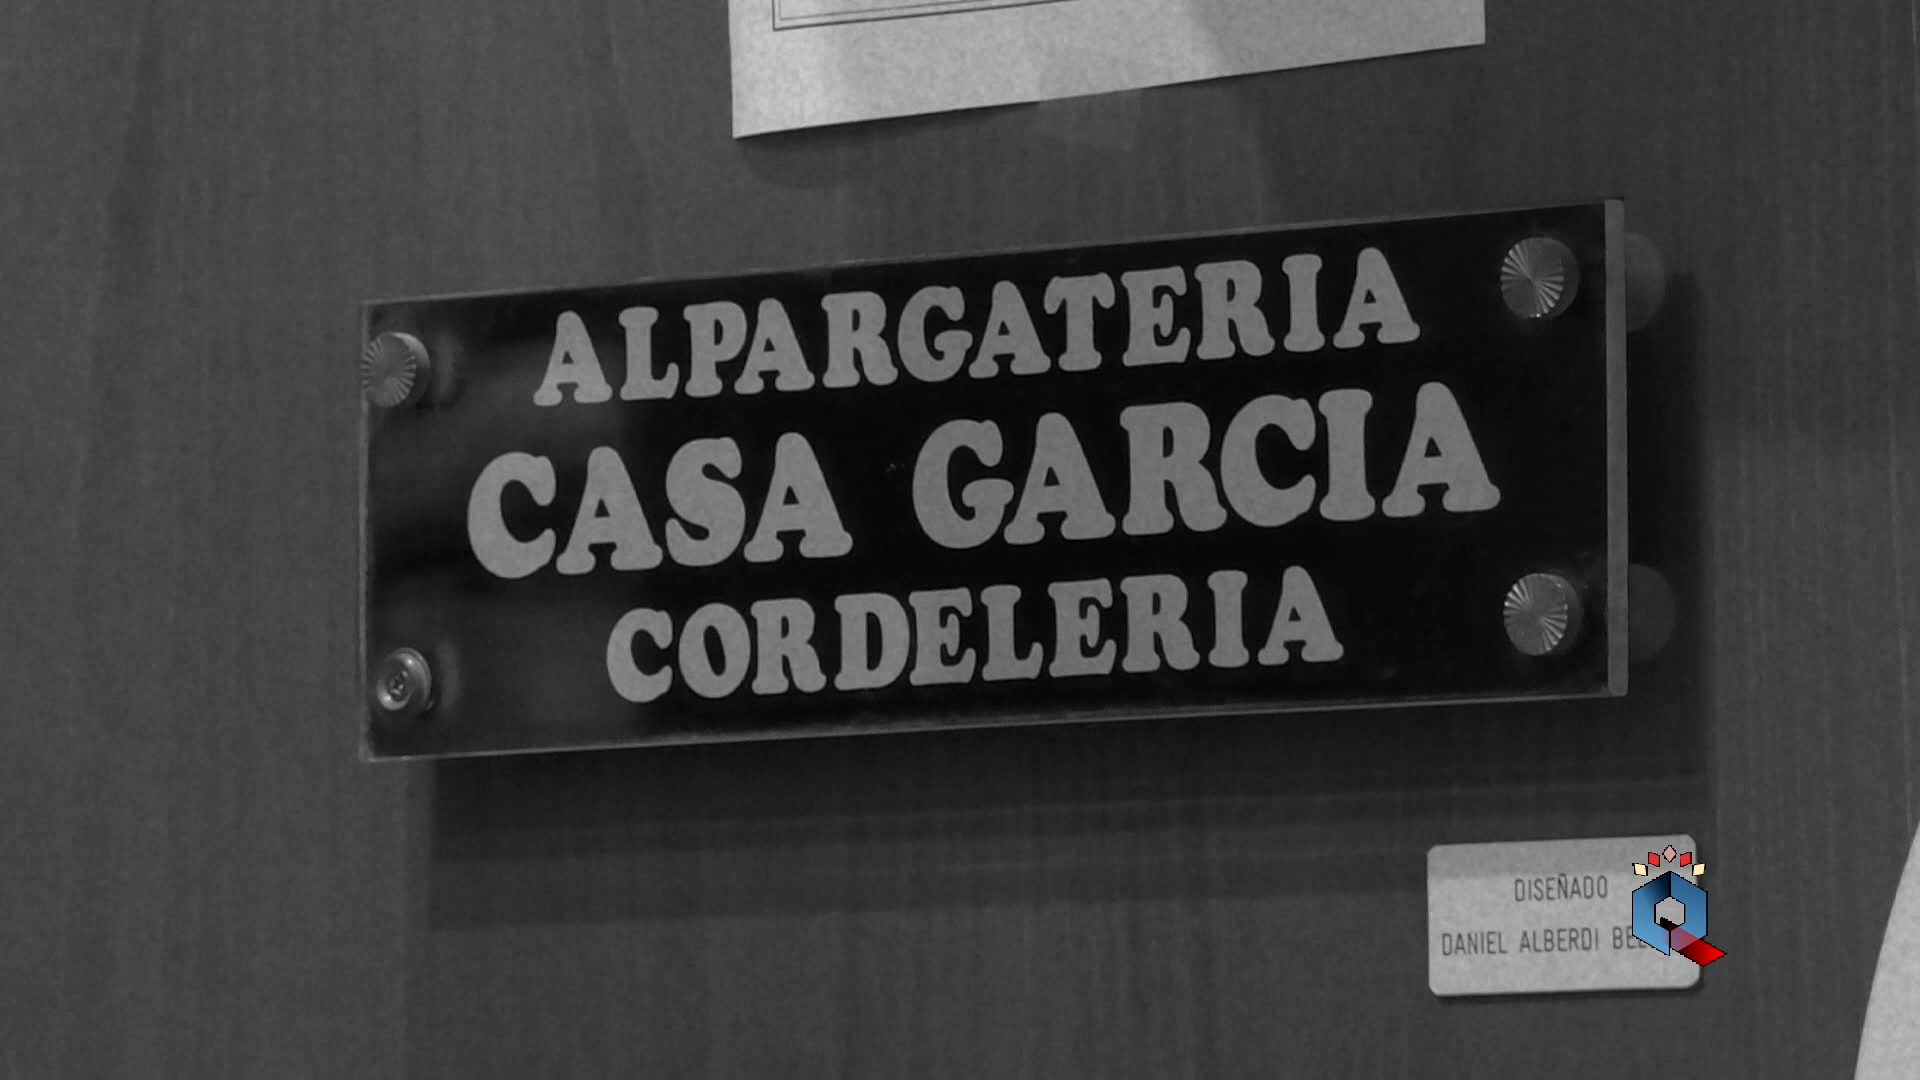 ALPARGATERIA
CASA GARCIA
CORDELERIA
DISEÑADO
DANIEL ALBERDI